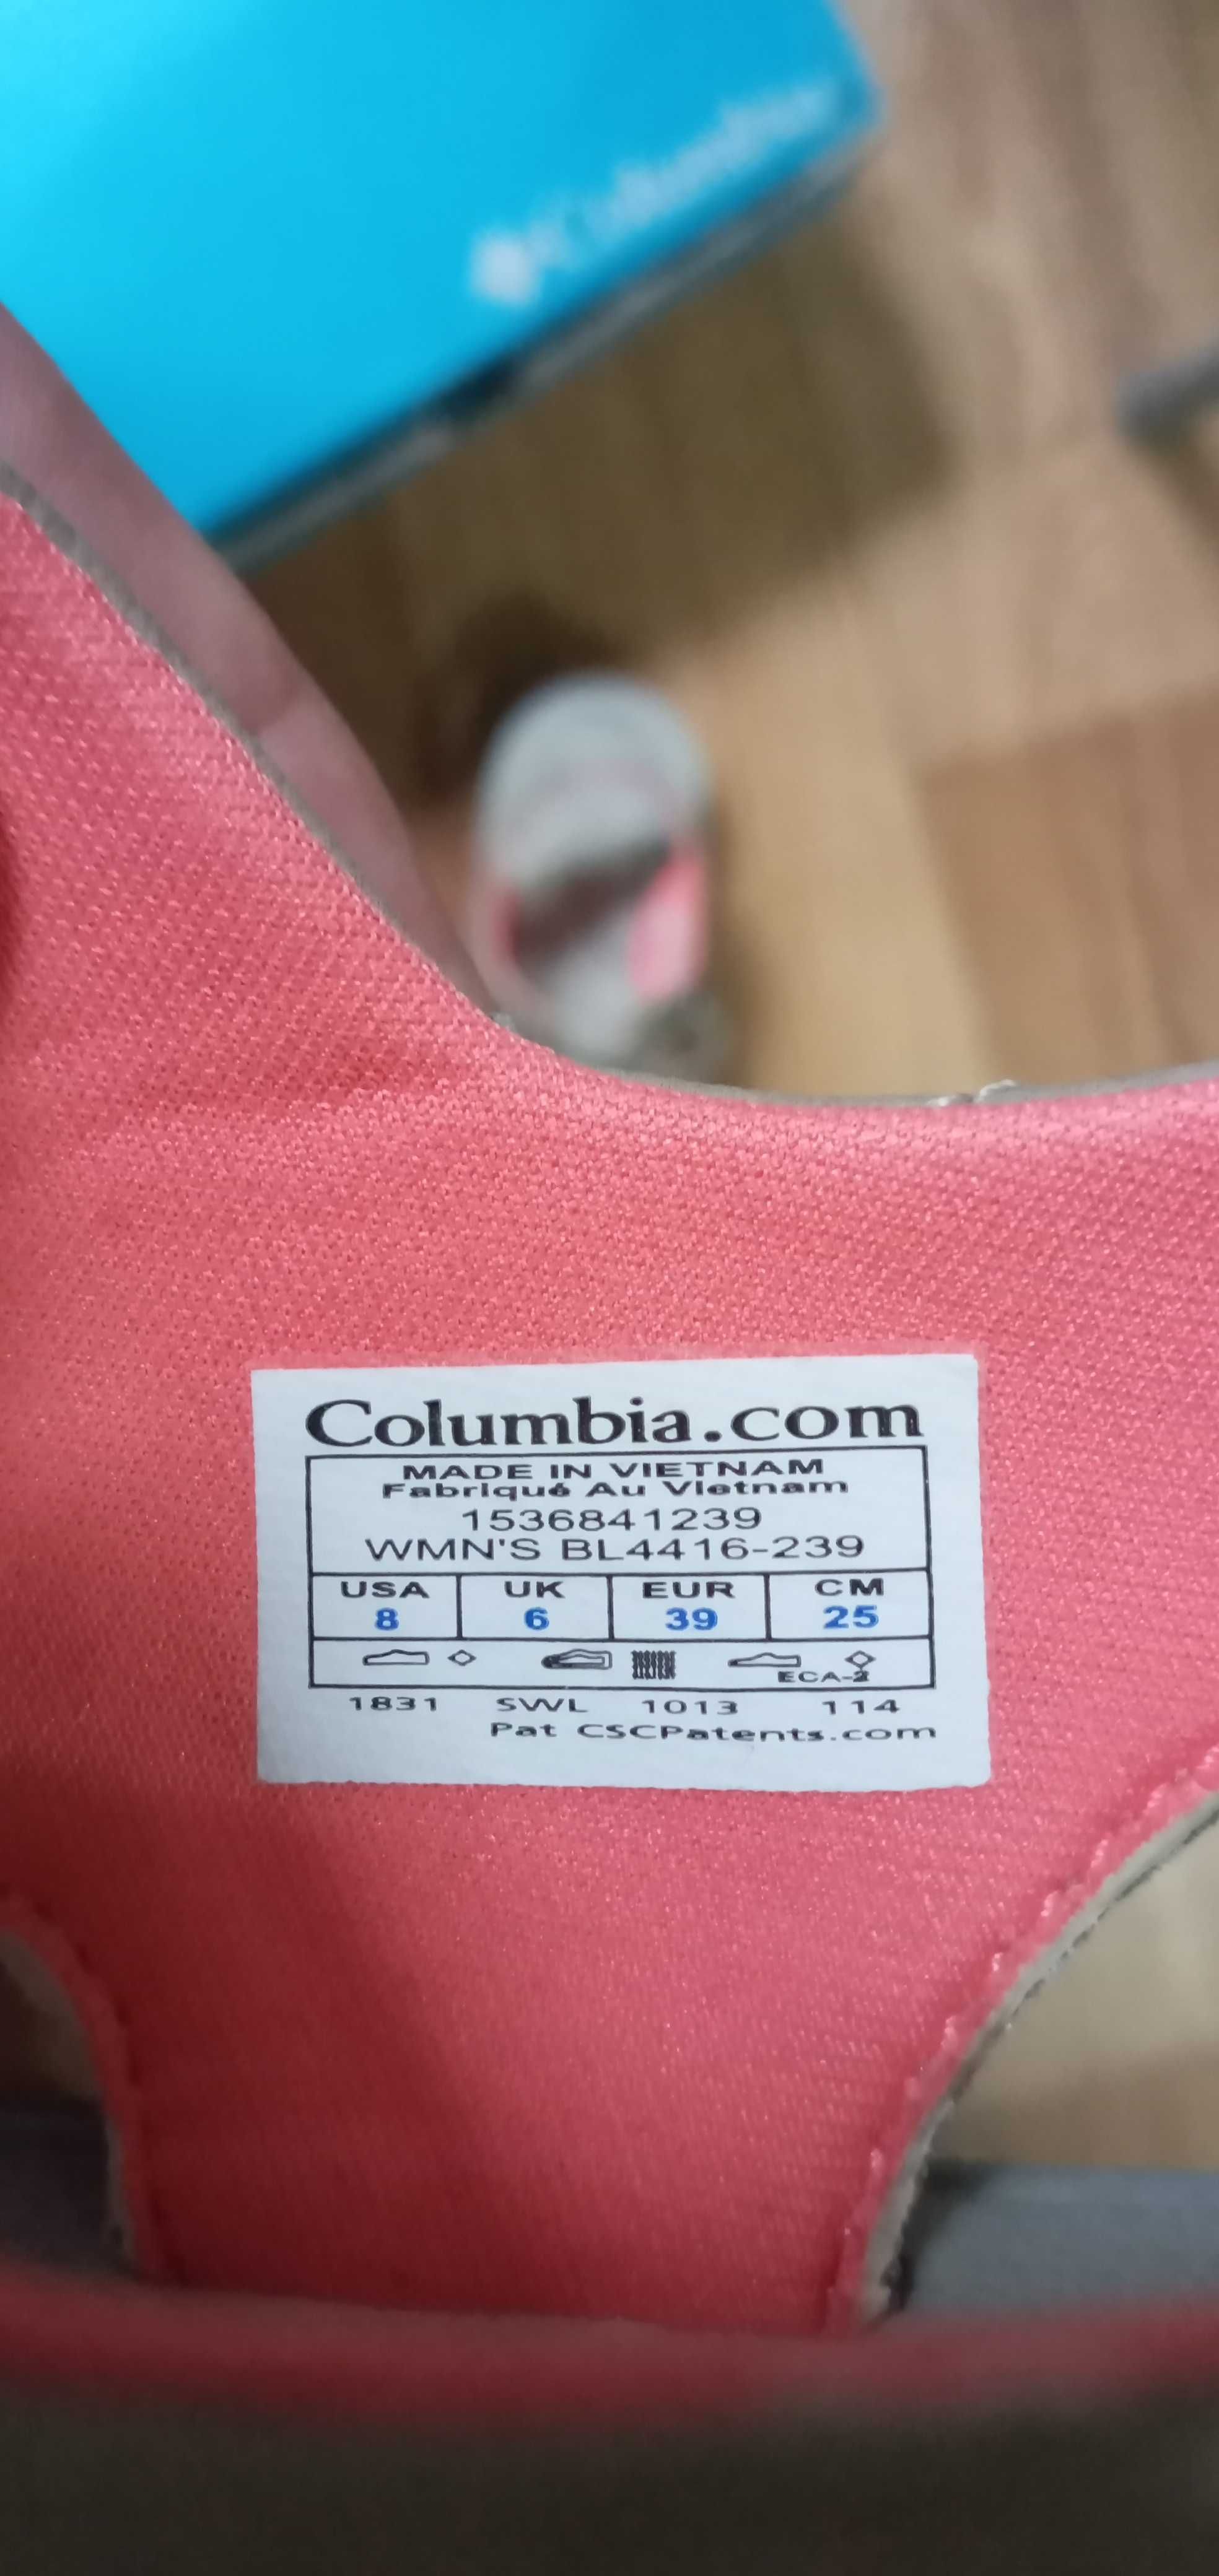 Columbia
Columbia.com
MADE IN VIETNAM
Fabriqué Au Vietnam
1536841239
WMN'S BL4416-239
USA UK EUR CM
8 6 39 25
ECA-2
1831 SWL 1013 114
Pat CSCPatents.com